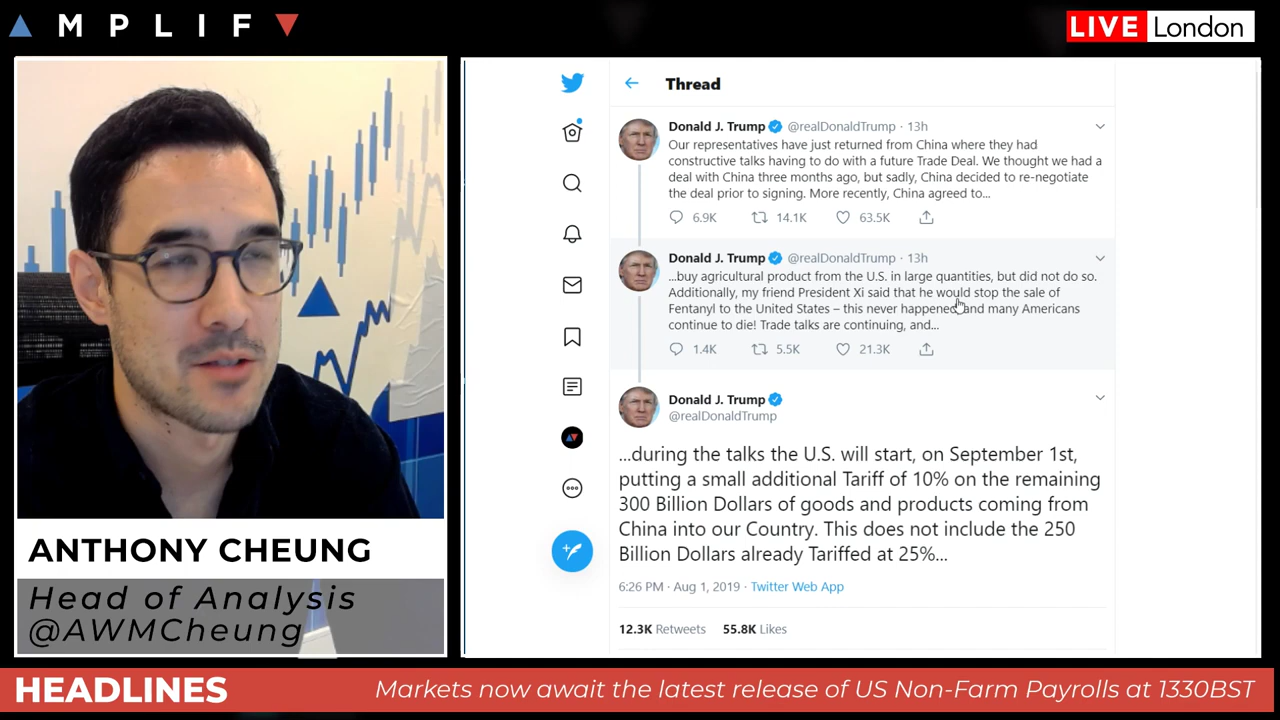 AMPLIFY
LIVE London
Thread
Donald J. Trump @realDonaldTrump · 13h
Our representatives have just returned from China where they had
constructive talks having to do with a future Trade Deal. We thought we had a
deal with China three months ago, but sadly, China decided to re-negotiate
the deal prior to signing. More recently, China agreed to...
6.9K 14.1K 63.5K
Donald J. Trump @realDonaldTrump · 13h
...buy agricultural product from the U.S. in large quantities, but did not do so.
Additionally, my friend President Xi said that he would stop the sale of
Fentanyl to the United States – this never happened, and many Americans
continue to die! Trade talks are continuing, and...
1.4K 5.5K 21.3K
Donald J. Trump
@realDonaldTrump
...during the talks the U.S. will start, on September 1st,
putting a small additional Tariff of 10% on the remaining
300 Billion Dollars of goods and products coming from
China into our Country. This does not include the 250
Billion Dollars already Tariffed at 25%...
6:26 PM · Aug 1, 2019 · Twitter Web App
12.3K Retweets 55.8K Likes
ANTHONY CHEUNG
Head of Analysis
@AWMCheung
HEADLINES Markets now await the latest release of US Non-Farm Payrolls at 1330BST